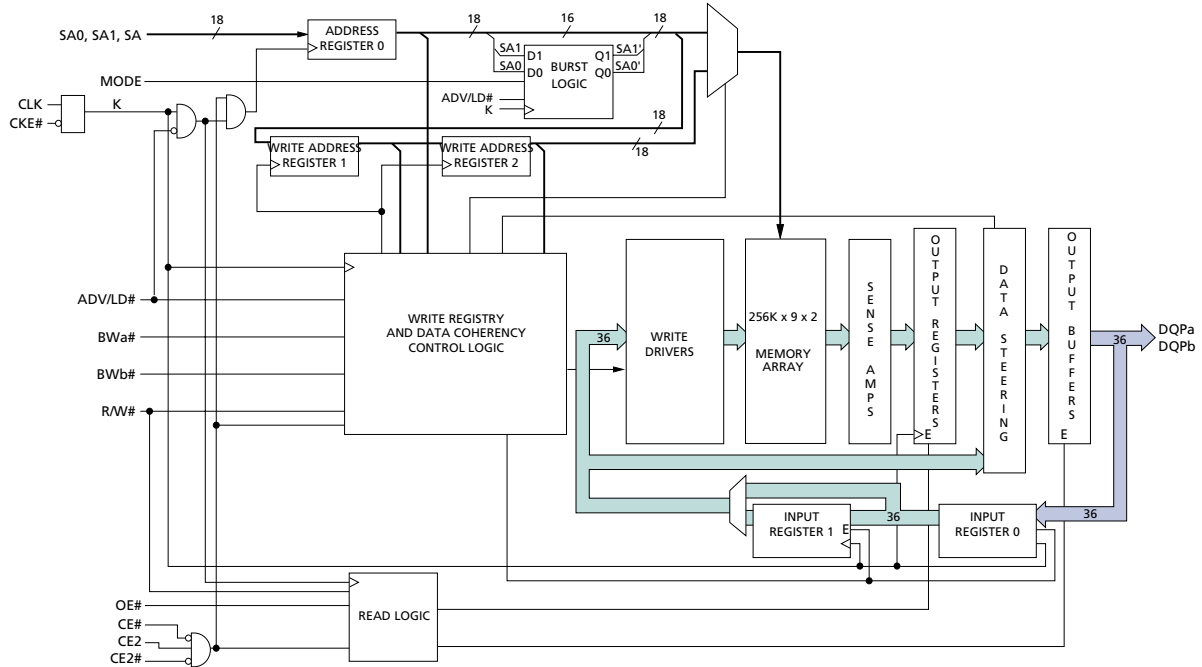 SA0, SA1, SA
18
ADDRESS
REGISTER 0
18
16
18
SA1
SA0
D1
D0
BURST
LOGIC
Q1
Q0
SA1'
SA0'
MODE
ADV/LD#
K
CLK
CKE#
K
18
18
WRITE ADDRESS
REGISTER 1
WRITE ADDRESS
REGISTER 2
ADV/LD#
BWa#
BWb#
R/W#
WRITE REGISTRY
AND DATA COHERENCY
CONTROL LOGIC
36
WRITE
DRIVERS
256K x 9 x 2
MEMORY
ARRAY
SENSE AMPS
OUTPUT REGISTERS
E
DATA STEERING
OUTPUT BUFFERS
E
36
DQPa
DQPb
INPUT
REGISTER 1
E
36
INPUT
REGISTER 0
36
READ LOGIC
OE#
CE#
CE2
CE2#